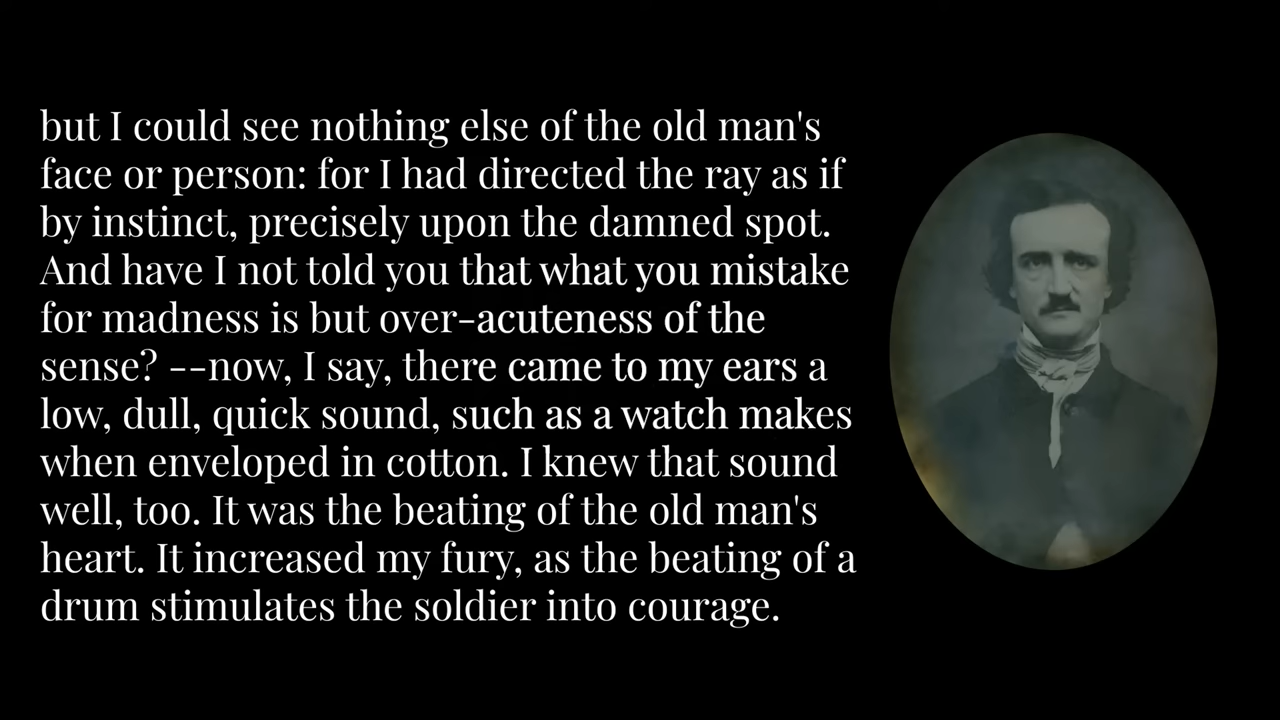 but I could see nothing else of the old man's
face or person: for I had directed the ray as if
by instinct, precisely upon the damned spot.
And have I not told you that what you mistake
for madness is but over-acuteness of the
sense? --now, I say, there came to my ears a
low, dull, quick sound, such as a watch makes
when enveloped in cotton. I knew that sound
well, too. It was the beating of the old man's
heart. It increased my fury, as the beating of a
drum stimulates the soldier into courage.